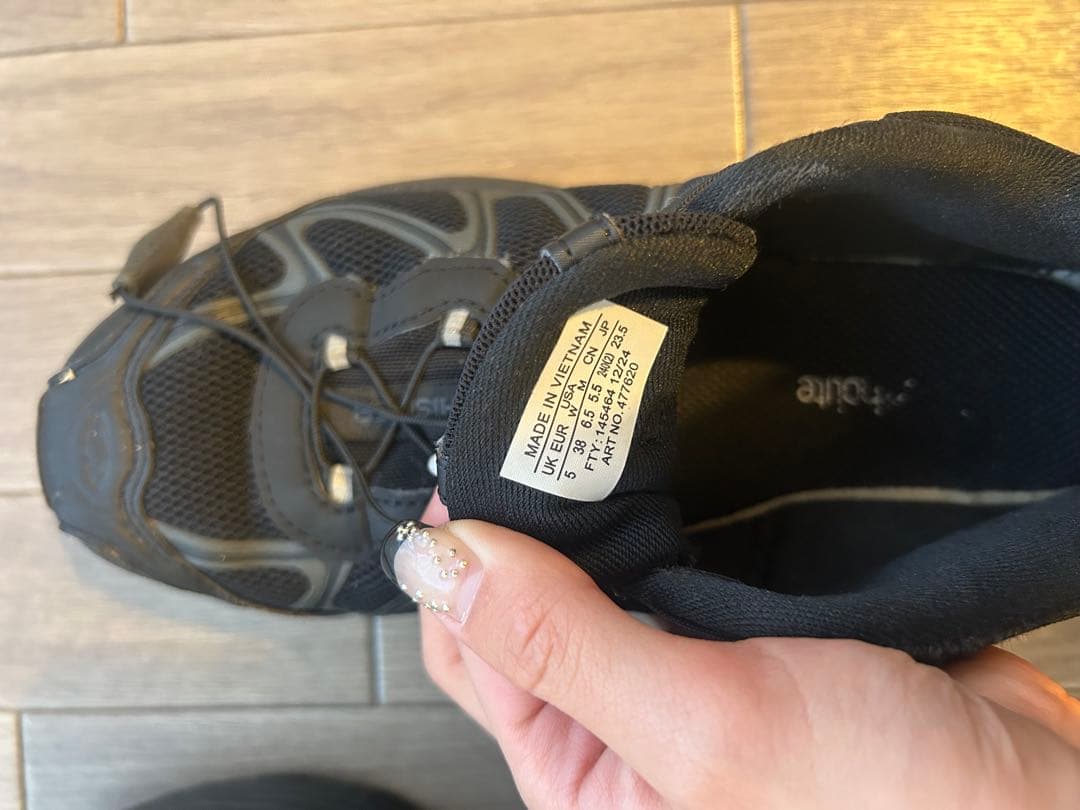 MADE IN VIETNAM
UK EUR USA CN JP
W M
5 38 6.5 5.5 240(2) 23.5
FTY: 145464 12/24
ART NO. 477620